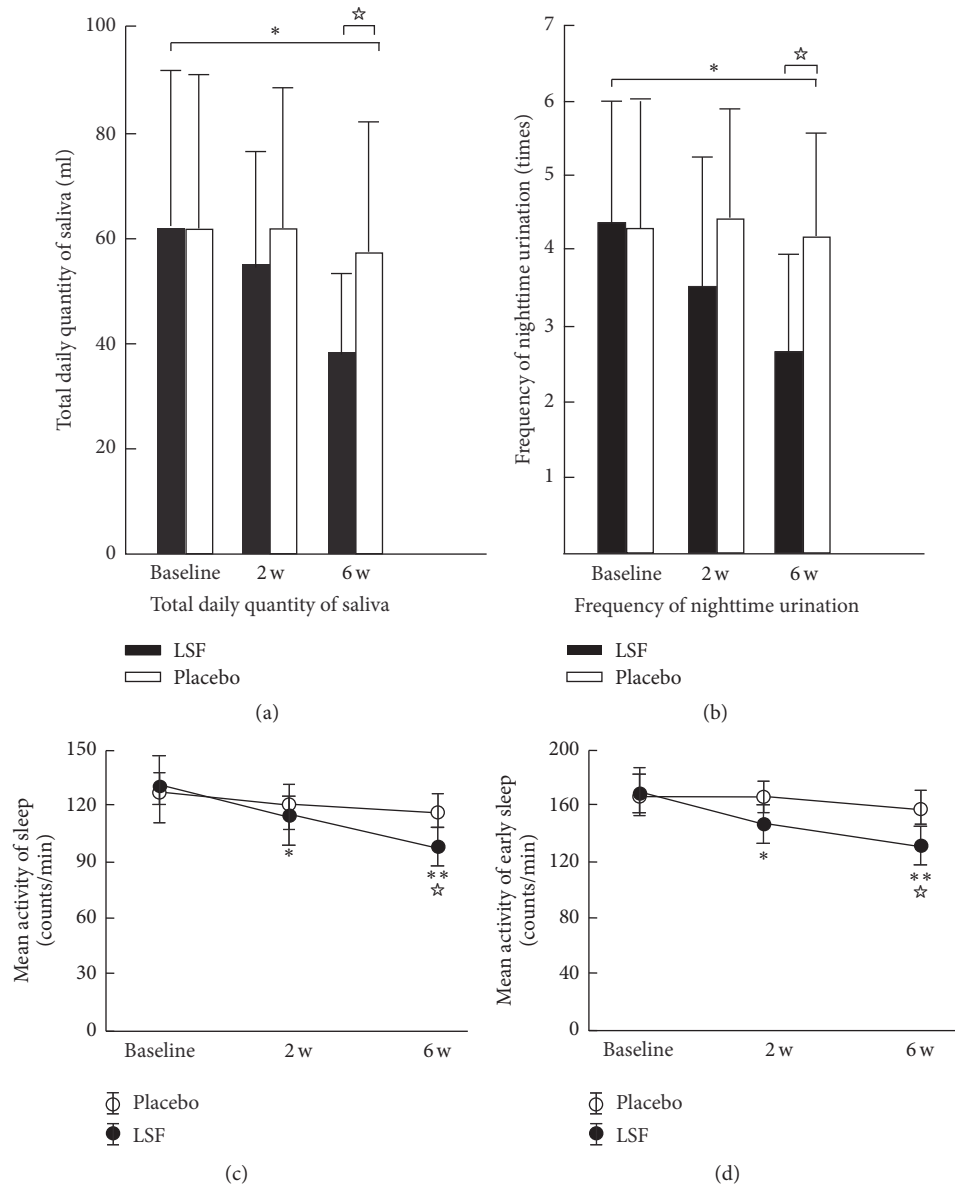 100
80
60
40
20
0
Total daily quantity of saliva (ml)
*
☆
Baseline
2 w
6 w
Total daily quantity of saliva
LSF
Placebo
(a)
7
6
5
4
3
2
1
Frequency of nighttime urination (times)
*
☆
Baseline
2 w
6 w
Frequency of nighttime urination
LSF
Placebo
(b)
150
120
90
60
30
0
Mean activity of sleep
(counts/min)
*
**
☆
Baseline
2 w
6 w
Placebo
LSF
(c)
200
160
120
80
40
0
Mean activity of early sleep
(counts/min)
*
**
☆
Baseline
2 w
6 w
Placebo
LSF
(d)